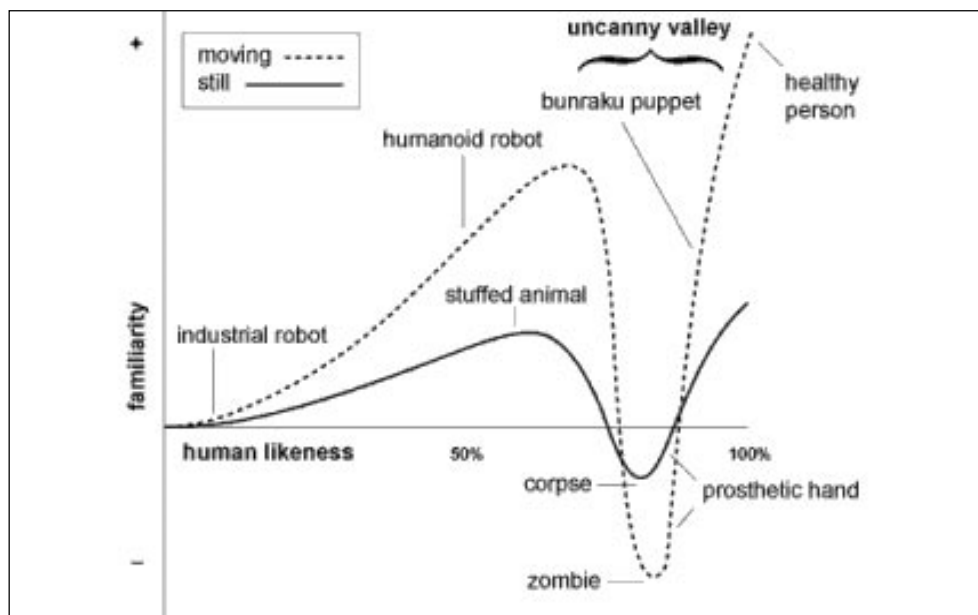 +
uncanny valley
moving
still
healthy
person
bunraku puppet
humanoid robot
stuffed animal
industrial robot
familiarity
human likeness
50%
100%
corpse
prosthetic hand
–
zombie